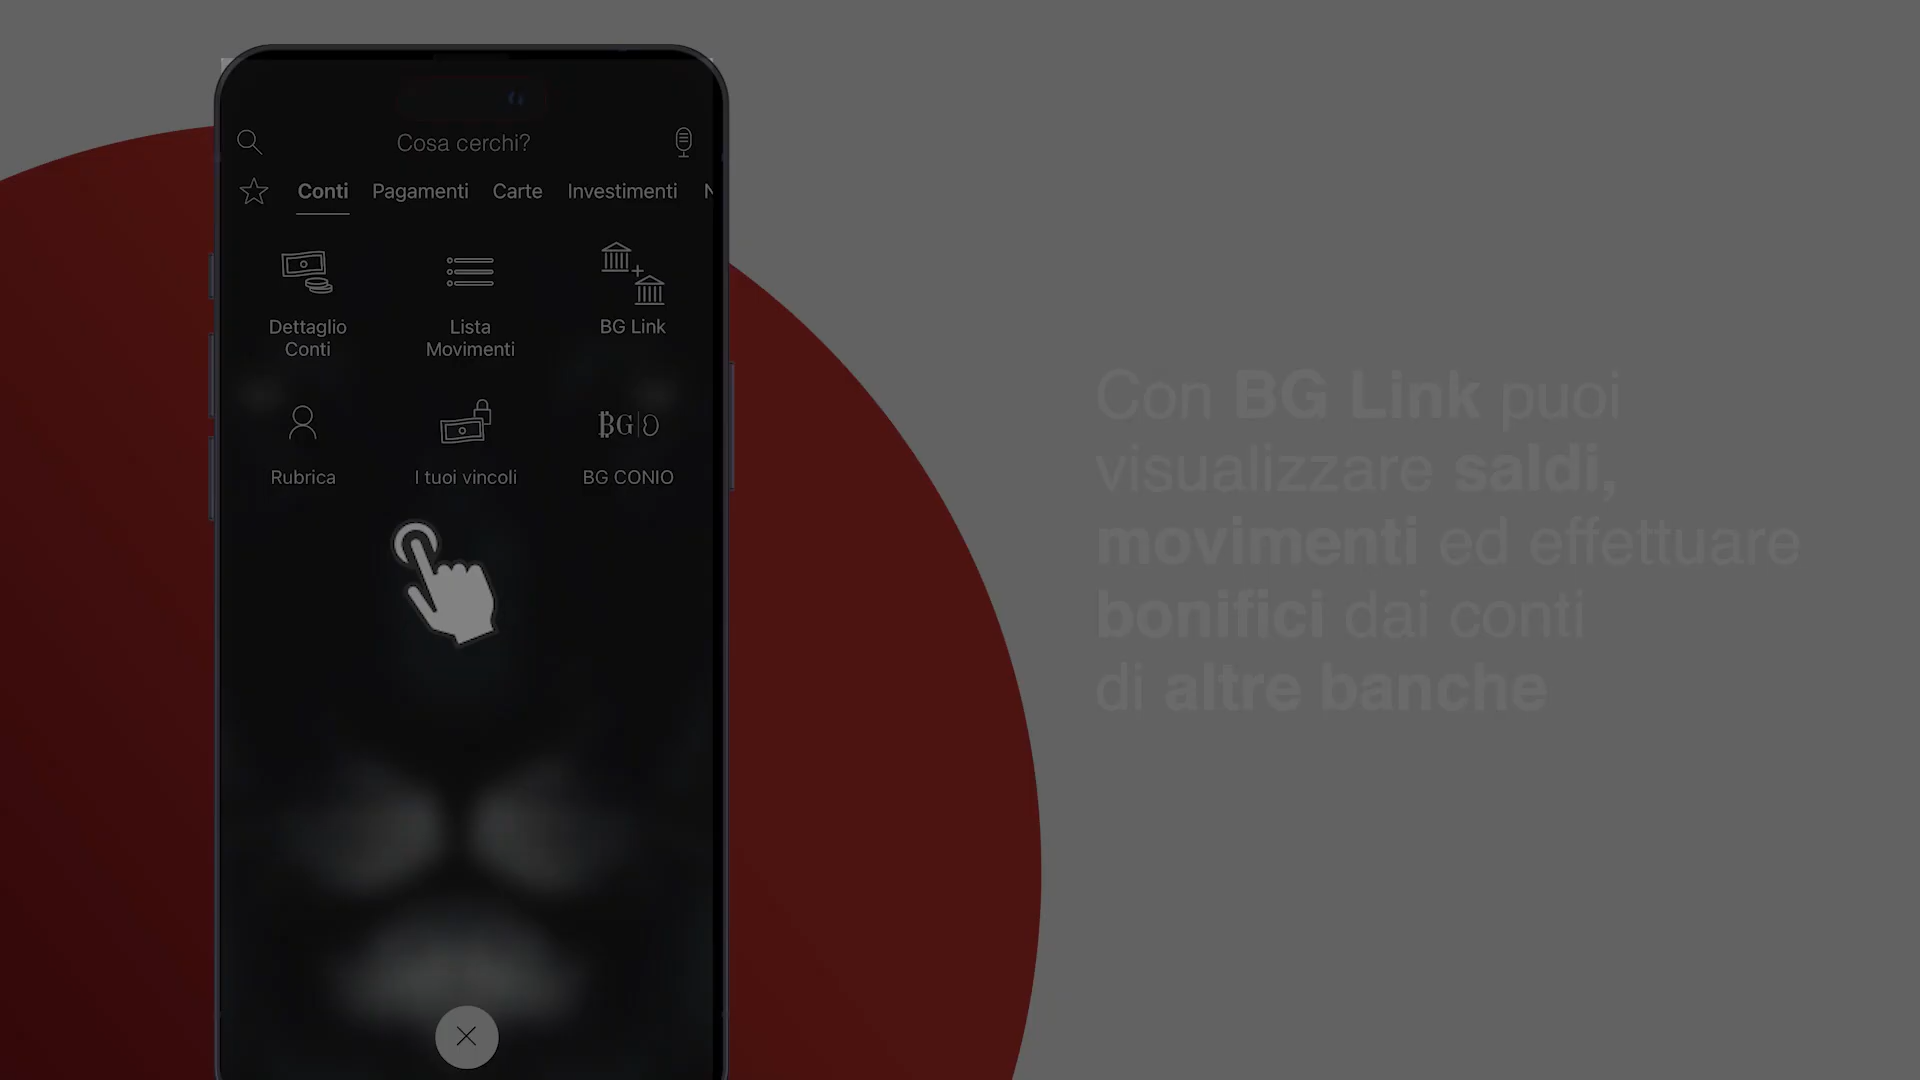 Cosa cerchi?
Conti Pagamenti Carte Investimenti N
Dettaglio
Conti
Lista
Movimenti
BG Link
Rubrica
I tuoi vincoli
BG CONIO
Con BG Link puoi
visualizzare saldi,
movimenti ed effettuare
bonifici dai conti
di altre banche